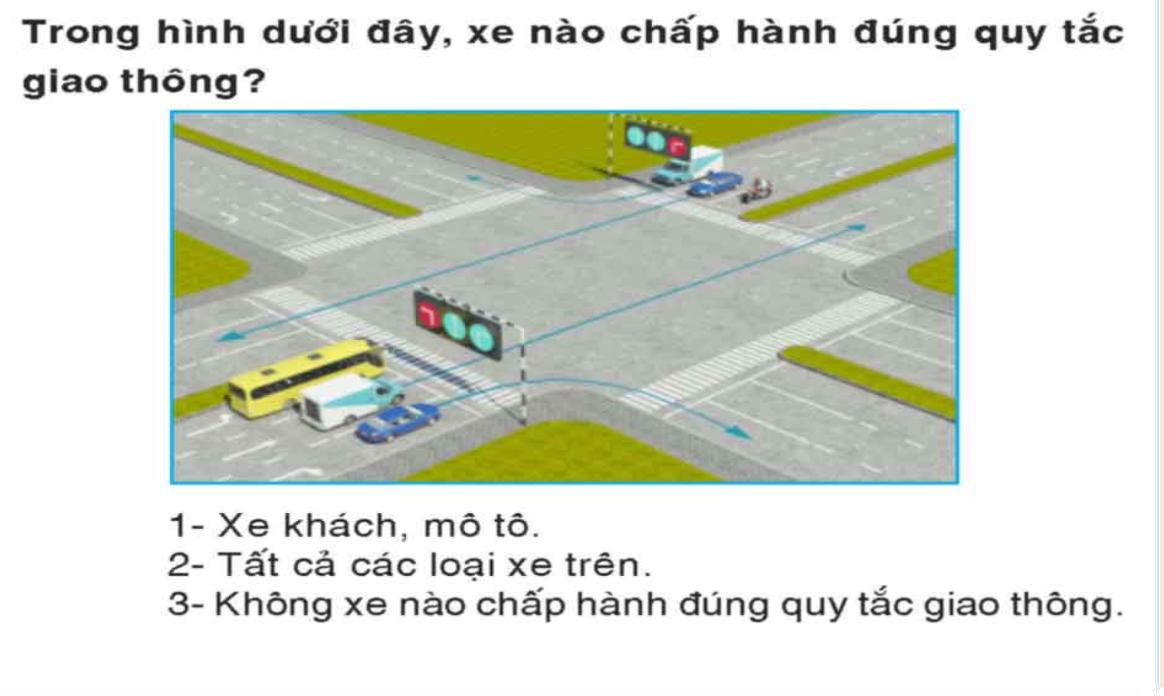 Trong hình dưới đây, xe nào chấp hành đúng quy tắc
giao thông?
1- Xe khách, mô tô.
2- Tất cả các loại xe trên.
3- Không xe nào chấp hành đúng quy tắc giao thông.